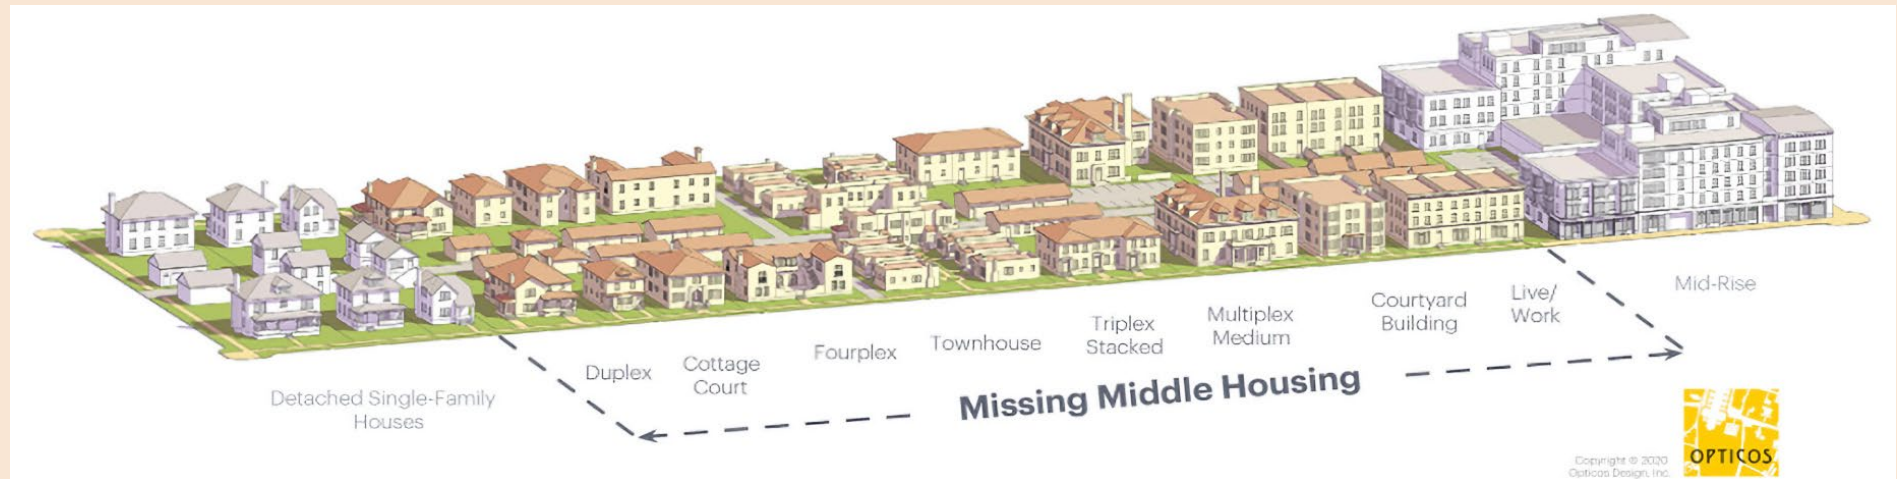 Detached Single-Family
Houses
Duplex
Cottage
Court
Fourplex
Townhouse
Triplex
Stacked
Multiplex
Medium
Courtyard
Building
Live/
Work
Mid-Rise
Missing Middle Housing
Copyright © 2020
Opticos Design, Inc.
OPTICOS